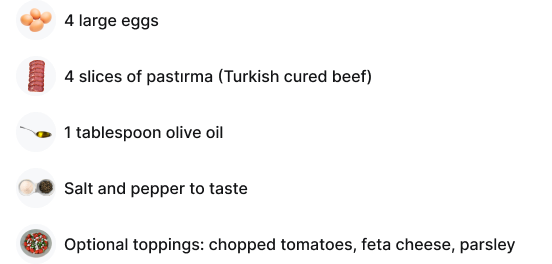 4 large eggs
4 slices of pastırma (Turkish cured beef)
1 tablespoon olive oil
Salt and pepper to taste
Optional toppings: chopped tomatoes, feta cheese, parsley